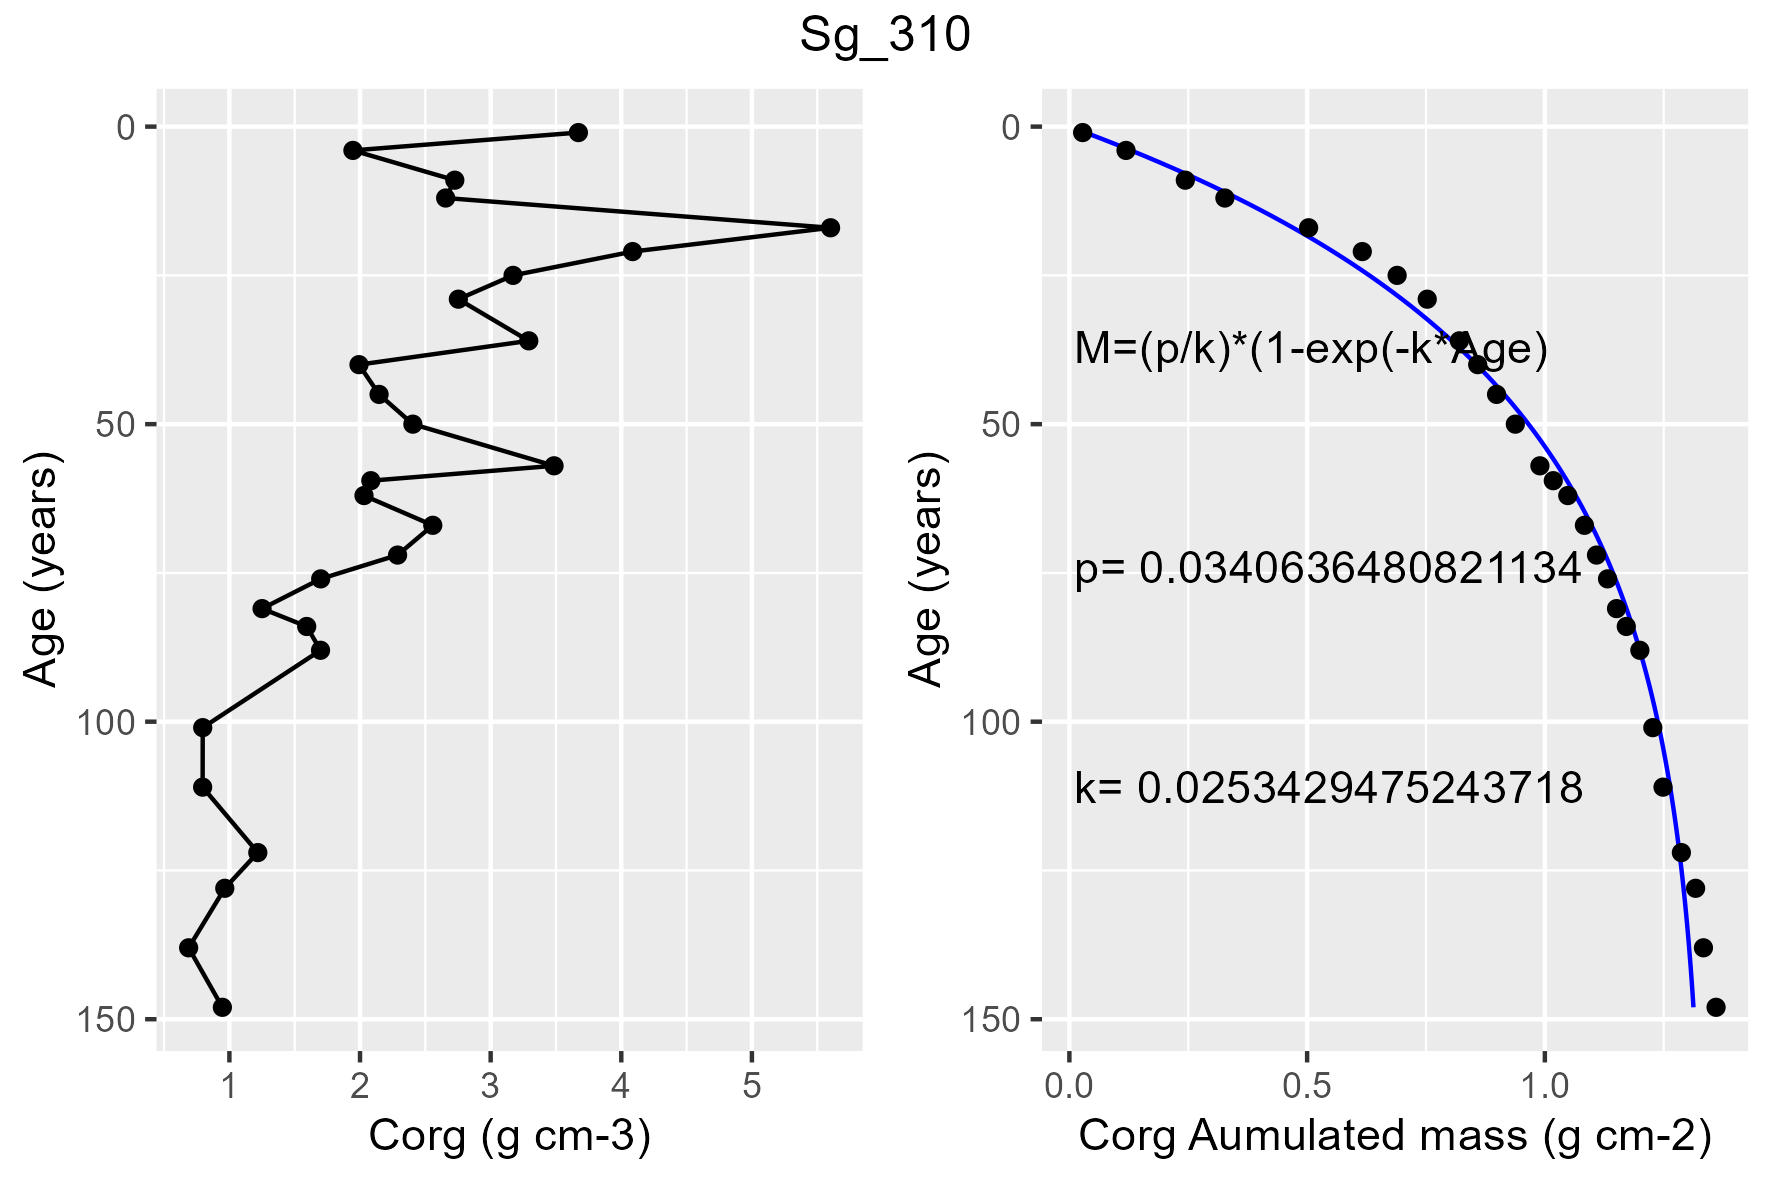 Sg_310
0
50
100
150
Age (years)
1 2 3 4 5
Corg (g cm-3)
0
50
100
150
Age (years)
M=(p/k)*(1-exp(-k*Age)
p= 0.0340636480821134
k= 0.0253429475243718
0.0 0.5 1.0
Corg Aumulated mass (g cm-2)